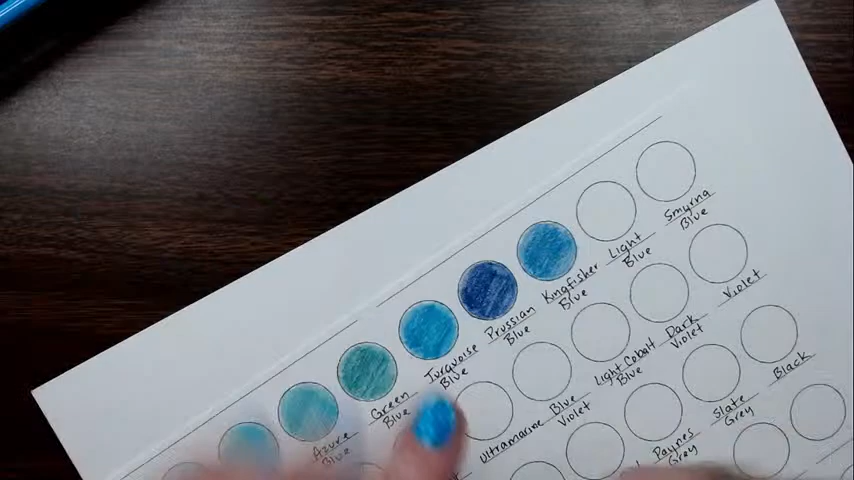 Azure
Blue
Green
Blue
Turquoise
Blue
Prussian
Blue
Kingfisher
Blue
Light
Blue
Smyrna
Blue
Ultramarine
Blue
Violet
Light Cobalt
Blue
Dark
Violet
Violet
Paynes
Grey
Slate
Grey
Black